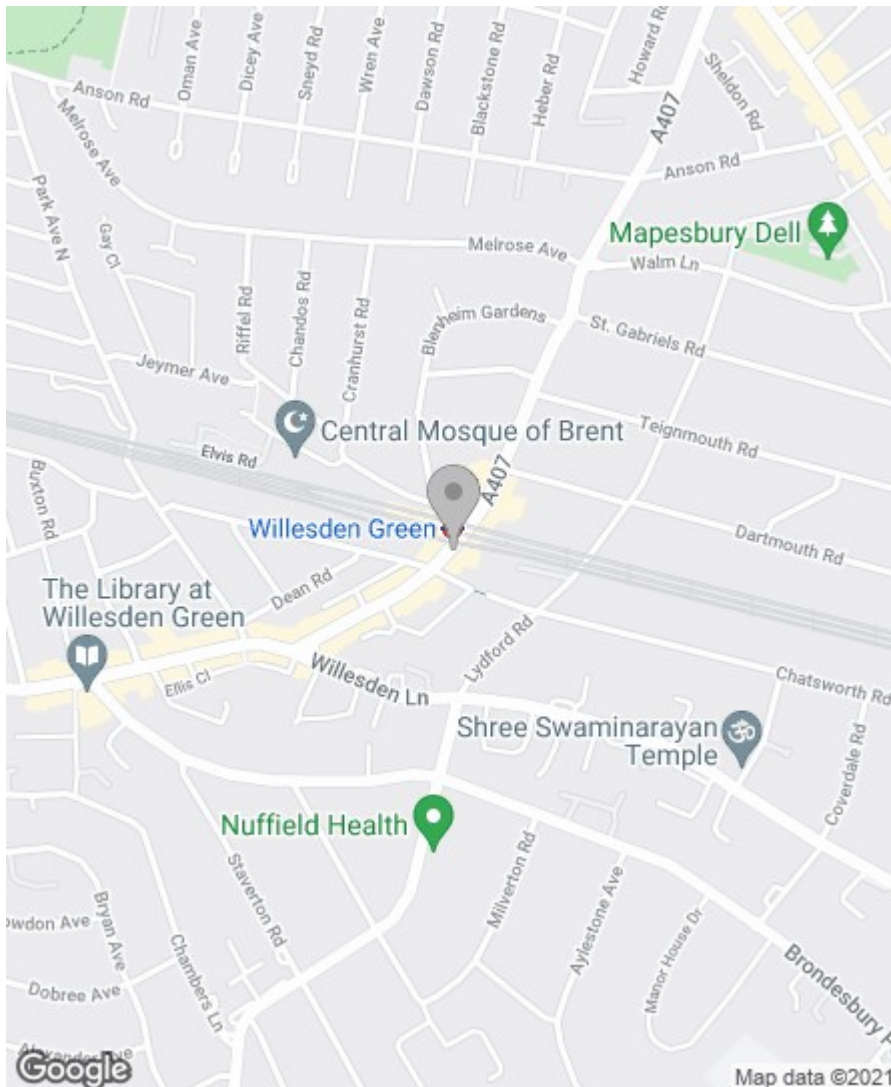 Oman Ave
Dicey Ave
Sneyd Rd
Wren Ave
Dawson Rd
Blackstone Rd
Heber Rd
Howard Rd
Sheldon Rd
A407
Anson Rd
Anson Rd
Melrose Ave
Park Ave N
Gay Cl
Mapesbury Dell
Melrose Ave
Walm Ln
Riffel Rd
Chandos Rd
Cranhurst Rd
Blenheim Gardens
St. Gabriels Rd
Jeymer Ave
Central Mosque of Brent
Teignmouth Rd
Elvis Rd
Buxton Rd
A407
Willesden Green
Dartmouth Rd
Dean Rd
The Library at
Willesden Green
Lydford Rd
Ellis Cl
Willesden Ln
Chatsworth Rd
Shree Swaminarayan
Temple
Coverdale Rd
Nuffield Health
Staverton Rd
Milverton Rd
Aylestone Ave
Manor House Dr
Brondesbury P
owdon Ave
Bryan Ave
Chambers Ln
Dobree Ave
Alexander Ave
Google
Map data ©2021